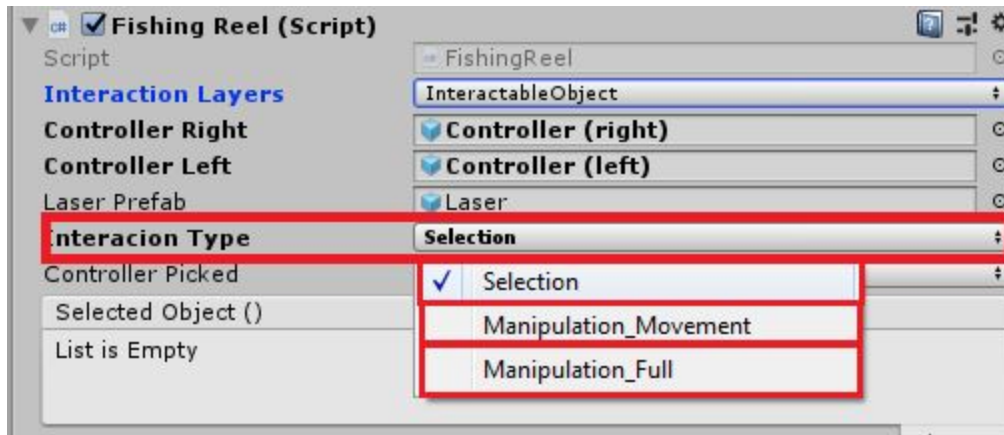 Fishing Reel (Script)
Script FishingReel
Interaction Layers InteractableObject
Controller Right Controller (right)
Controller Left Controller (left)
Laser Prefab Laser
Interacion Type Selection
Controller Picked
Selection
Selected Object ()
Manipulation_Movement
List is Empty
Manipulation_Full